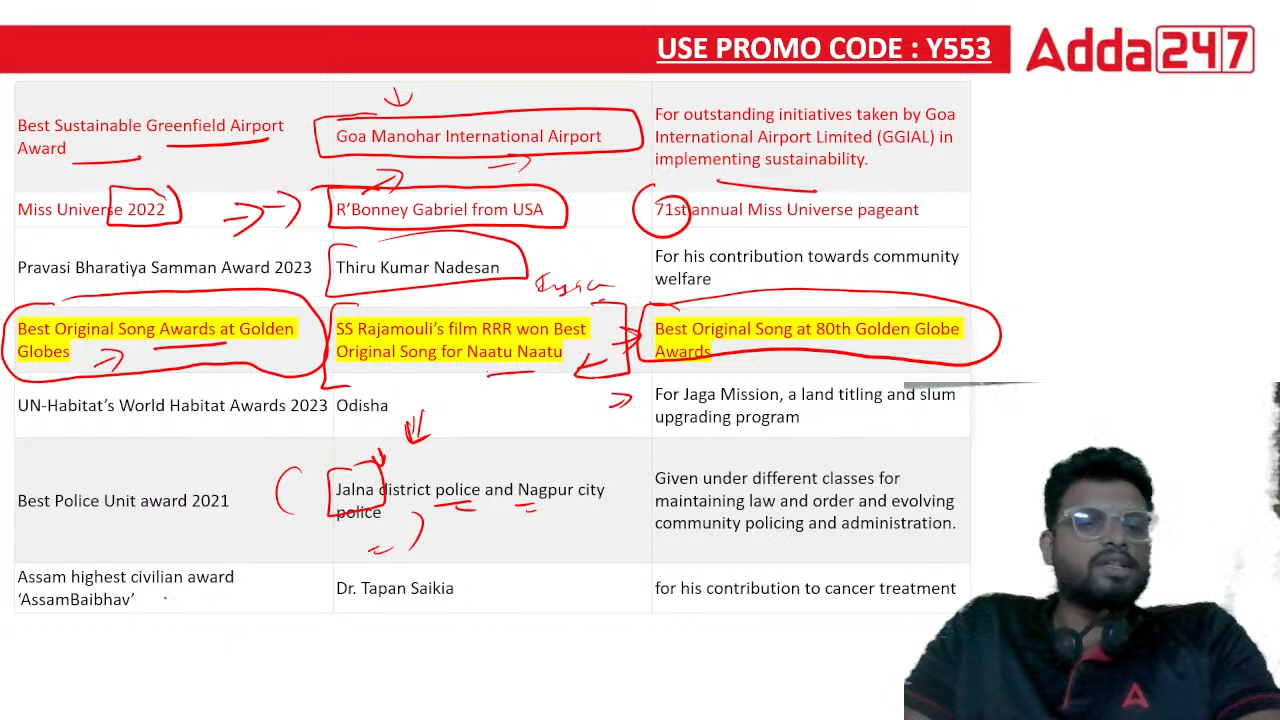 USE PROMO CODE : Y553
Adda247
Best Sustainable Greenfield Airport
Award
Goa Manohar International Airport
For outstanding initiatives taken by Goa
International Airport Limited (GGIAL) in
implementing sustainability.
Miss Universe 2022
R'Bonney Gabriel from USA
71st annual Miss Universe pageant
Pravasi Bharatiya Samman Award 2023
Thiru Kumar Nadesan
For his contribution towards community
welfare
Best Original Song Awards at Golden
Globes
SS Rajamouli's film RRR won Best
Original Song for Naatu Naatu
Best Original Song at 80th Golden Globe
Awards
UN-Habitat's World Habitat Awards 2023
Odisha
For Jaga Mission, a land titling and slum
upgrading program
Best Police Unit award 2021
Jalna district police and Nagpur city
police
Given under different classes for
maintaining law and order and evolving
community policing and administration.
Assam highest civilian award
'AssamBaibhav'
Dr. Tapan Saikia
for his contribution to cancer treatment